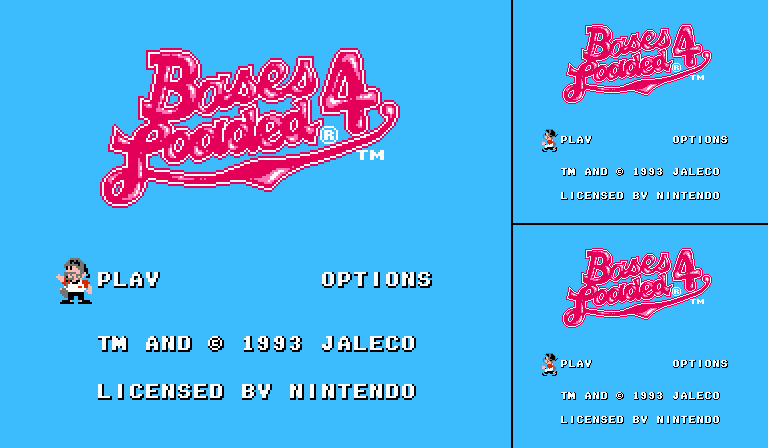 Bases 4
Loaded®
TM
PLAY OPTIONS
TM AND © 1993 JALECO
LICENSED BY NINTENDO
Bases 4
Loaded®
TM
PLAY OPTIONS
TM AND © 1993 JALECO
LICENSED BY NINTENDO
Bases 4
Loaded®
TM
PLAY OPTIONS
TM AND © 1993 JALECO
LICENSED BY NINTENDO